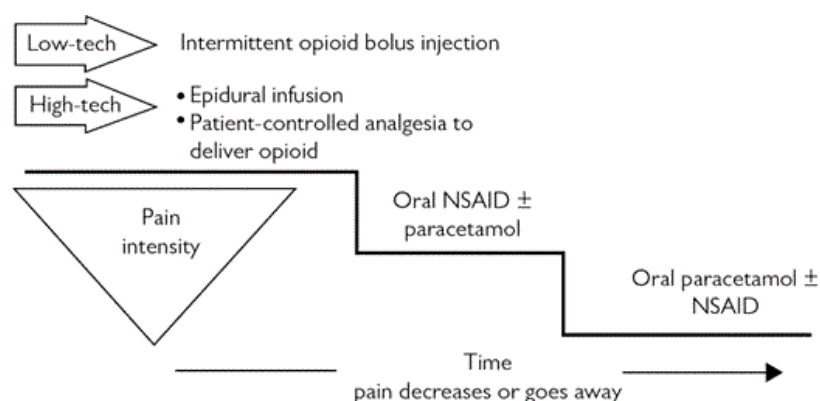 Low-tech
Intermittent opioid bolus injection
High-tech
• Epidural infusion
• Patient-controlled analgesia to
deliver opioid
Pain
intensity
Oral NSAID ±
paracetamol
Oral paracetamol ±
NSAID
Time
pain decreases or goes away